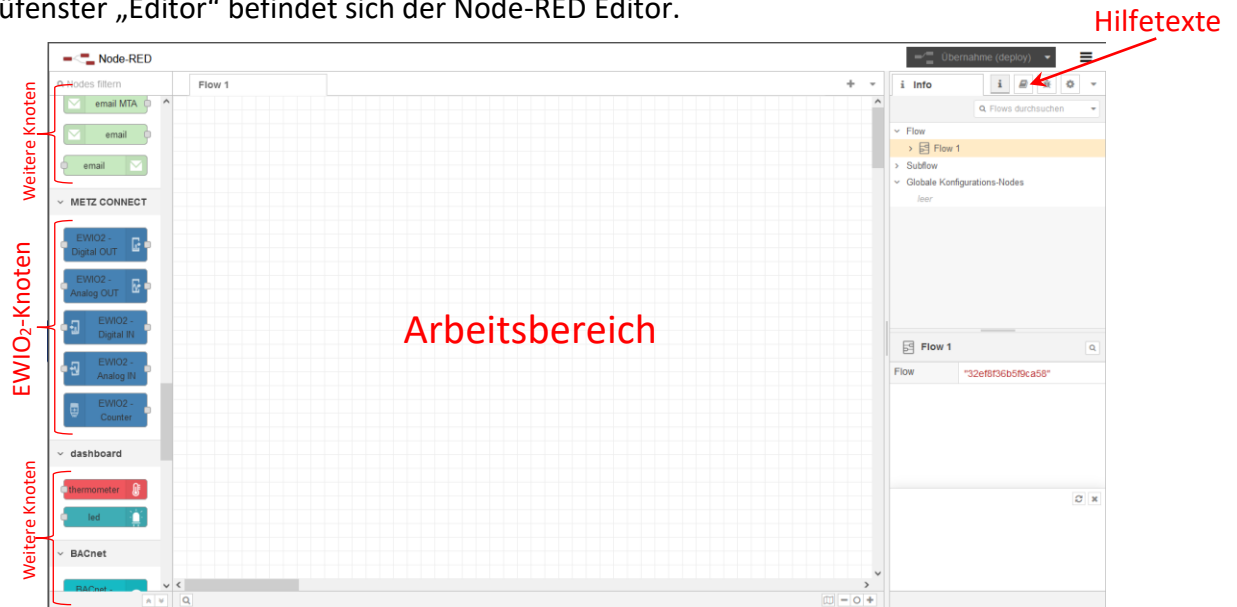 üfenster „Editor“ befindet sich der Node-RED Editor.
Hilfetexte
Node-RED
Übernahme (deploy)
Nodes filtern
Flow 1
i Info
Flows durchsuchen
Weitere Knoten
email MTA
email
email
Flow
Flow 1
Subflow
Globale Konfigurations-Nodes
leer
METZ CONNECT
EWIO2-Knoten
EWIO2 -
Digital OUT
EWIO2 -
Analog OUT
EWIO2 -
Digital IN
EWIO2 -
Analog IN
EWIO2 -
Counter
Arbeitsbereich
Flow 1
Flow "32ef8f36b5f9ca58"
dashboard
Weitere Knoten
thermometer
led
BACnet
BACnet -